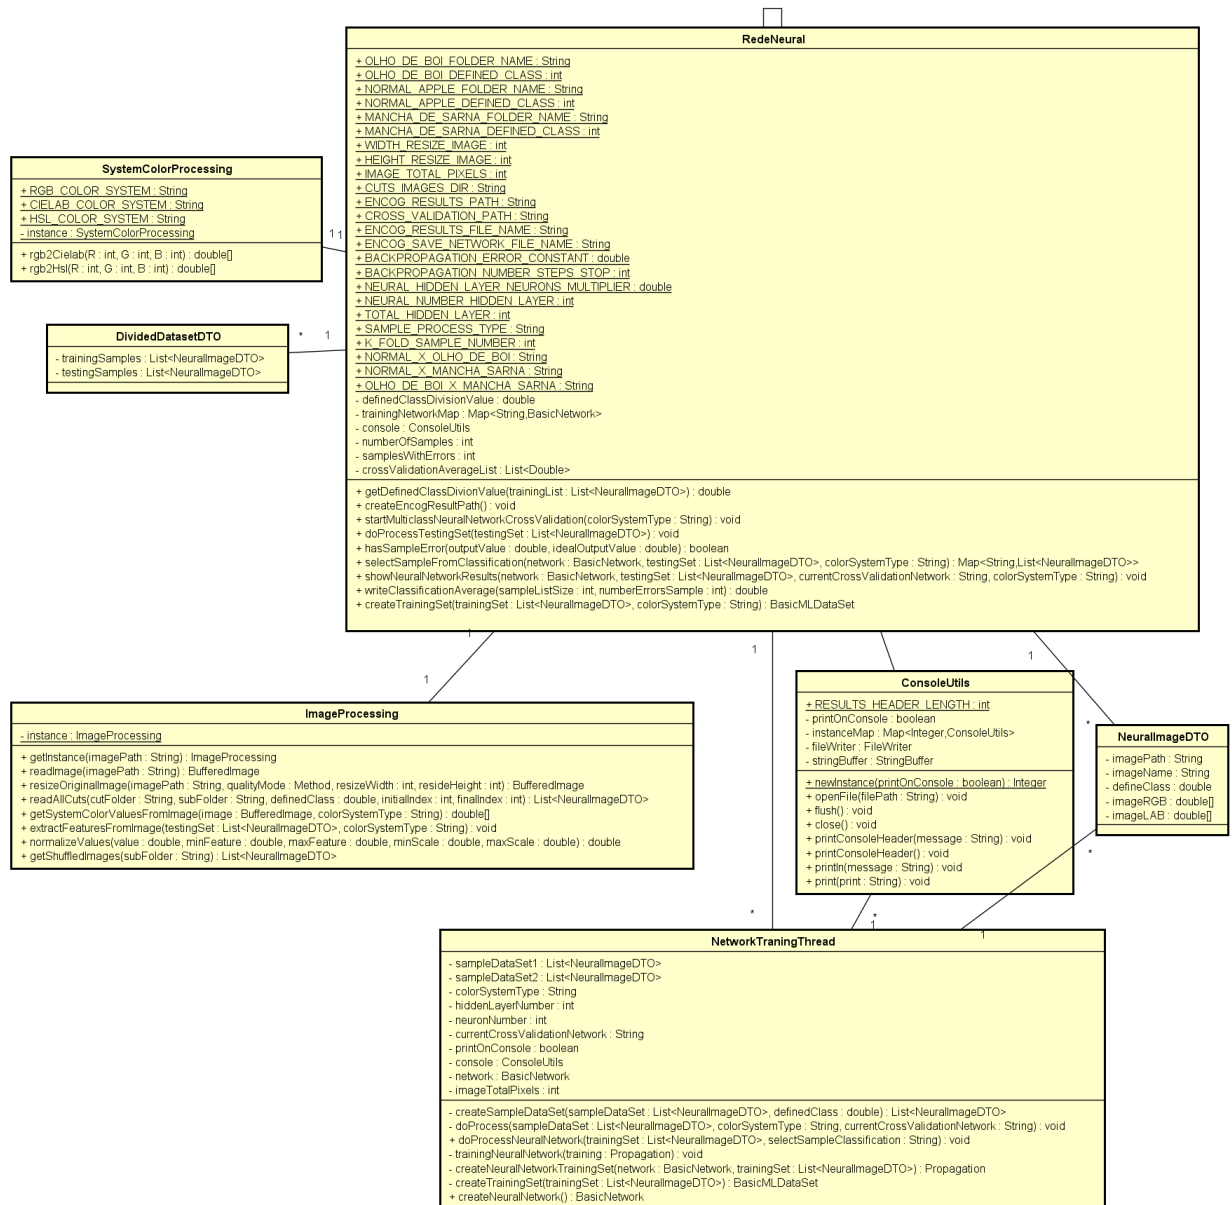 RedeNeural
+ OLHO_DE_BOI_FOLDER_NAME : String
+ OLHO_DE_BOI_DEFINED_CLASS : int
+ NORMAL_APPLE_FOLDER_NAME : String
+ NORMAL_APPLE_DEFINED_CLASS : int
+ MANCHA_DE_SARNA_FOLDER_NAME : String
+ MANCHA_DE_SARNA_DEFINED_CLASS : int
+ WIDTH_RESIZE_IMAGE : int
+ HEIGHT_RESIZE_IMAGE : int
+ IMAGE_TOTAL_PIXELS : int
+ CUTS_IMAGES_DIR : String
+ ENCOG_RESULTS_PATH : String
+ CROSS_VALIDATION_PATH : String
+ ENCOG_RESULTS_FILE_NAME : String
+ ENCOG_SAVE_NETWORK_FILE_NAME : String
+ BACKPROPAGATION_ERROR_CONSTANT : double
+ BACKPROPAGATION_NUMBER_STEPS_STOP : int
+ NEURAL_HIDDEN_LAYER_NEURONS_MULTIPLIER : double
+ NEURAL_NUMBER_HIDDEN_LAYER : int
+ TOTAL_HIDDEN_LAYER : int
+ SAMPLE_PROCESS_TYPE : String
+ K_FOLD_SAMPLE_NUMBER : int
+ NORMAL_X_OLHO_DE_BOI : String
+ NORMAL_X_MANCHA_SARNA : String
+ OLHO_DE_BOI_X_MANCHA_SARNA : String
- definedClassDivisionValue : double
- trainingNetworkMap : Map<String,BasicNetwork>
- console : ConsoleUtils
- numberOfSamples : int
- samplesWithErrors : int
- crossValidationAverageList : List<Double>
+ getDefinedClassDivionValue(trainingList : List<NeuralImageDTO>) : double
+ createEncogResultPath() : void
+ startMulticlassNeuralNetworkCrossValidation(colorSystemType : String) : void
+ doProcessTestingSet(testingSet : List<NeuralImageDTO>) : void
+ hasSampleError(outputValue : double, idealOutputValue : double) : boolean
+ selectSampleFromClassification(network : BasicNetwork, testingSet : List<NeuralImageDTO>, colorSystemType : String) : Map<String,List<NeuralImageDTO>>
+ showNeuralNetworkResults(network : BasicNetwork, testingSet : List<NeuralImageDTO>, currentCrossValidationNetwork : String, colorSystemType : String) : void
+ writeClassificationAverage(sampleListSize : int, numberErrorsSample : int) : double
+ createTrainingSet(trainingSet : List<NeuralImageDTO>, colorSystemType : String) : BasicMLDataSet
SystemColorProcessing
+ RGB_COLOR_SYSTEM : String
+ CIELAB_COLOR_SYSTEM : String
+ HSL_COLOR_SYSTEM : String
- instance : SystemColorProcessing
+ rgb2Cielab(R : int, G : int, B : int) : double[]
+ rgb2Hsl(R : int, G : int, B : int) : double[]
1 1
DividedDatasetDTO
- trainingSamples : List<NeuralImageDTO>
- testingSamples : List<NeuralImageDTO>
* 1
1
1
ImageProcessing
- instance : ImageProcessing
+ getInstance(imagePath : String) : ImageProcessing
+ readImage(imagePath : String) : BufferedImage
+ resizeOriginalImage(imagePath : String, qualityMode : Method, resizeWidth : int, resideHeight : int) : BufferedImage
+ readAllCuts(cutFolder : String, subFolder : String, definedClass : double, initialIndex : int, finalIndex : int) : List<NeuralImageDTO>
+ getSystemColorValuesFromImage(image : BufferedImage, colorSystemType : String) : double[]
+ extractFeaturesFromImage(testingSet : List<NeuralImageDTO>, colorSystemType : String) : void
+ normalizeValues(value : double, minFeature : double, maxFeature : double, minScale : double, maxScale : double) : double
+ getShuffledImages(subFolder : String) : List<NeuralImageDTO>
1
ConsoleUtils
+ RESULTS_HEADER_LENGTH : int
- printOnConsole : boolean
- instanceMap : Map<Integer,ConsoleUtils>
- fileWriter : FileWriter
- stringBuffer : StringBuffer
+ newInstance(printOnConsole : boolean) : Integer
+ openFile(filePath : String) : void
+ flush() : void
+ close() : void
+ printConsoleHeader(message : String) : void
+ printConsoleHeader() : void
+ println(message : String) : void
+ print(print : String) : void
1
*
NeuralImageDTO
- imagePath : String
- imageName : String
- defineClass : double
- imageRGB : double[]
- imageLAB : double[]
*
*
*
1
1
NetworkTraningThread
- sampleDataSet1 : List<NeuralImageDTO>
- sampleDataSet2 : List<NeuralImageDTO>
- colorSystemType : String
- hiddenLayerNumber : int
- neuronNumber : int
- currentCrossValidationNetwork : String
- printOnConsole : boolean
- console : ConsoleUtils
- network : BasicNetwork
- imageTotalPixels : int
- createSampleDataSet(sampleDataSet : List<NeuralImageDTO>, definedClass : double) : List<NeuralImageDTO>
- doProcess(sampleDataSet : List<NeuralImageDTO>, colorSystemType : String, currentCrossValidationNetwork : String) : void
+ doProcessNeuralNetwork(trainingSet : List<NeuralImageDTO>, selectSampleClassification : String) : void
- trainingNeuralNetwork(training : Propagation) : void
- createNeuralNetworkTrainingSet(network : BasicNetwork, trainingSet : List<NeuralImageDTO>) : Propagation
- createTrainingSet(trainingSet : List<NeuralImageDTO>) : BasicMLDataSet
+ createNeuralNetwork() : BasicNetwork